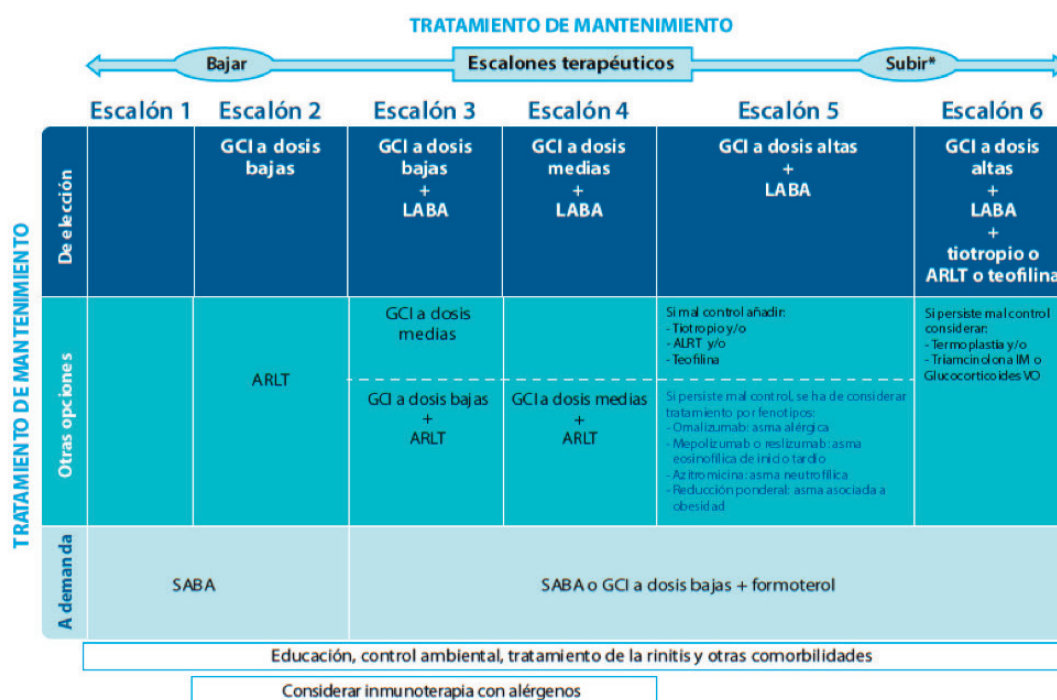 TRATAMIENTO DE MANTENIMIENTO
Bajar
Escalones terapéuticos
Subir*
Escalón 1
Escalón 2
Escalón 3
Escalón 4
Escalón 5
Escalón 6
TRATAMIENTO DE MANTENIMIENTO
De elección
GCI a dosis
bajas
GCI a dosis
bajas
+
LABA
GCI a dosis
medias
+
LABA
GCI a dosis altas
+
LABA
GCI a dosis
altas
+
LABA
+
tiotropio o
ARLT o teofilina
Otras opciones
ARLT
GCI a dosis
medias
GCI a dosis bajas
+
ARLT
GCI a dosis medias
+
ARLT
Si mal control añadir:
- Tiotropio y/o
- ALRT y/o
- Teofilina
Si persiste mal control, se ha de considerar
tratamiento por fenotipos:
- Omalizumab: asma alérgica
- Mepolizumab o reslizumab: asma
eosinofílica de inicio tardío
- Azitromicina: asma neutrofílica
- Reducción ponderal: asma asociada a
obesidad
Si persiste mal control
considerar:
- Termoplastia y/o
- Triamcinolona IM o
Glucocorticoides VO
A demanda
SABA
SABA o GCI a dosis bajas + formoterol
Educación, control ambiental, tratamiento de la rinitis y otras comorbilidades
Considerar inmunoterapia con alérgenos